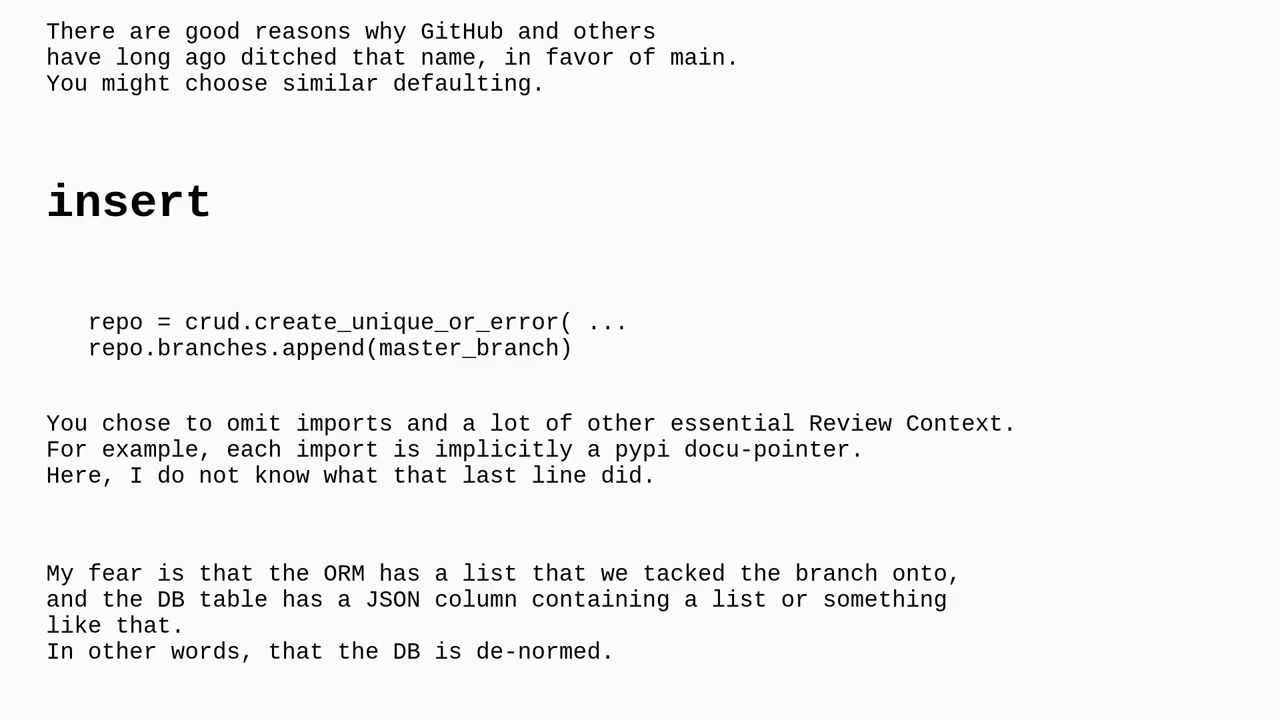 There are good reasons why GitHub and others
have long ago ditched that name, in favor of main.
You might choose similar defaulting.
insert
repo = crud.create_unique_or_error( ...
repo.branches.append(master_branch)
You chose to omit imports and a lot of other essential Review Context.
For example, each import is implicitly a pypi docu-pointer.
Here, I do not know what that last line did.
My fear is that the ORM has a list that we tacked the branch onto,
and the DB table has a JSON column containing a list or something
like that.
In other words, that the DB is de-normed.